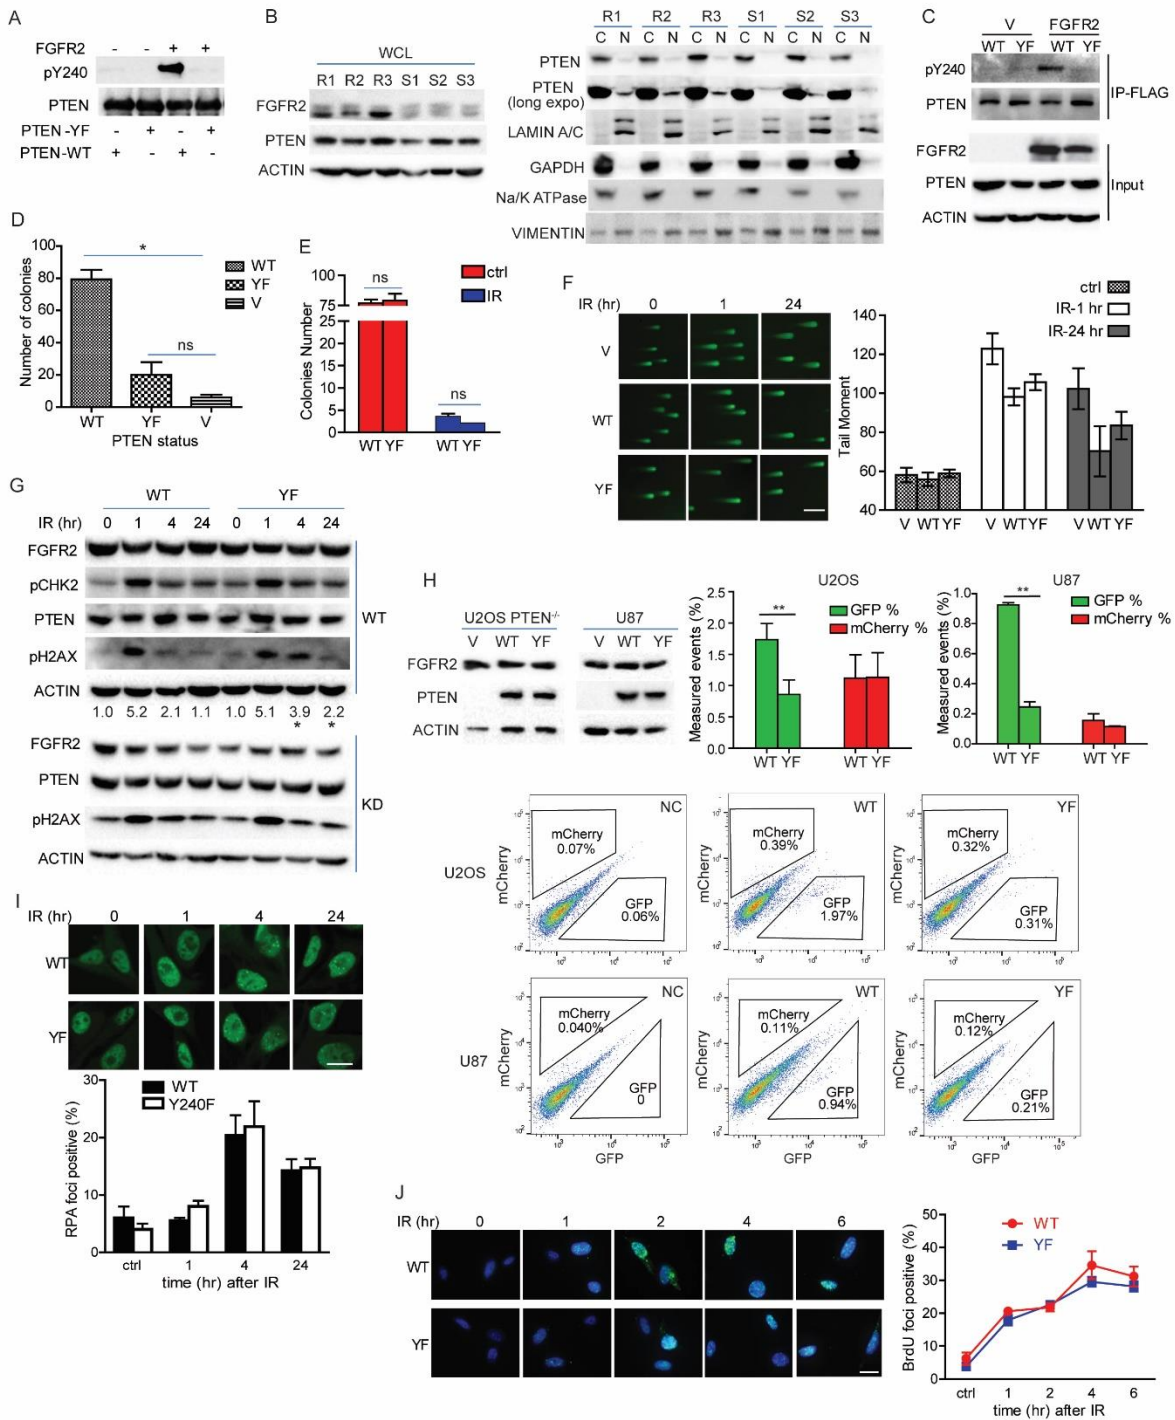 A
FGFR2 - - + +
pY240
PTEN
PTEN -YF - + - +
PTEN-WT + - + -
B
WCL
R1 R2 R3 S1 S2 S3
FGFR2
PTEN
ACTIN
R1 R2 R3 S1 S2 S3
C N C N C N C N C N C N
PTEN
PTEN
(long expo)
LAMIN A/C
GAPDH
Na/K ATPase
VIMENTIN
C
V FGFR2
WT YF WT YF
pY240
PTEN
IP-FLAG
FGFR2
PTEN
ACTIN
Input
D
Number of colonies
100
80
60
40
20
0
*
ns
WT
YF
V
WT YF V
PTEN status
E
Colonies Number
100
75
25
20
15
10
5
0
ns
ns
ctrl
IR
WT YF WT YF
F
IR (hr) 0 1 24
V
WT
YF
Tail Moment
140
120
100
80
60
40
ctrl
IR-1 hr
IR-24 hr
V WT YF V WT YF V WT YF
G
WT YF
IR (hr) 0 1 4 24 0 1 4 24
FGFR2
pCHK2
PTEN
pH2AX
ACTIN
WT
1.0 5.2 2.1 1.1 1.0 5.1 3.9 2.2
* *
FGFR2
PTEN
pH2AX
ACTIN
KD
H
U2OS PTEN-/- U87
V WT YF V WT YF
FGFR2
PTEN
ACTIN
U2OS
Measured events (%)
2.5
2.0
1.5
1.0
0.5
0.0
**
GFP %
mCherry %
WT YF WT YF
U87
Measured events (%)
1.0
0.8
0.6
0.4
0.2
0.0
**
GFP %
mCherry %
WT YF WT YF
U2OS
mCherry
NC
mCherry
0.07%
GFP
0.06%
mCherry
WT
mCherry
0.39%
GFP
1.97%
mCherry
YF
mCherry
0.32%
GFP
0.31%
U87
mCherry
NC
mCherry
0.040%
GFP
0
GFP
mCherry
WT
mCherry
0.11%
GFP
0.94%
GFP
mCherry
YF
mCherry
0.12%
GFP
0.21%
GFP
I
IR (hr) 0 1 4 24
WT
YF
RPA foci positive (%)
30
20
10
0
WT
Y240F
ctrl 1 4 24
time (hr) after IR
J
IR (hr) 0 1 2 4 6
WT
YF
BrdU foci positive (%)
50
40
30
20
10
0
WT
YF
ctrl 1 2 4 6
time (hr) after IR